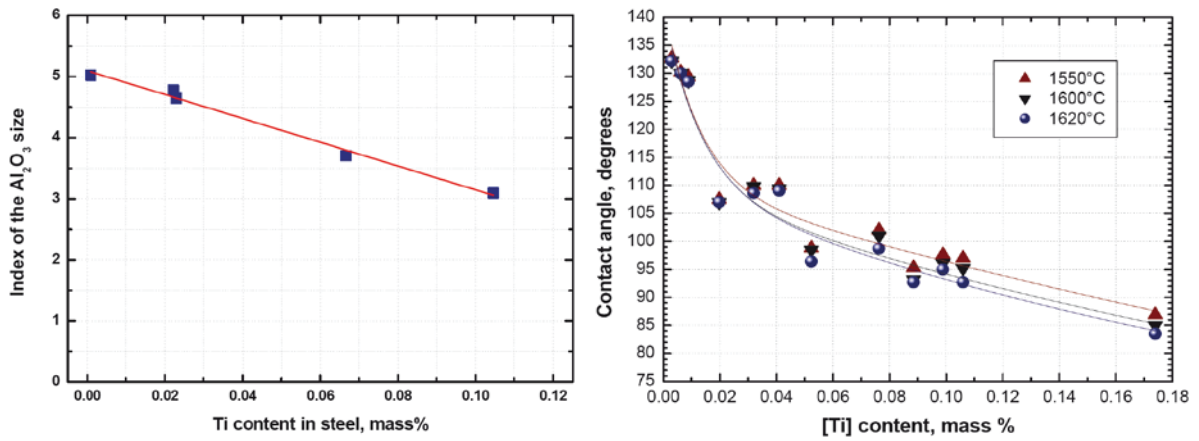 6
5
4
3
2
1
0
Index of the Al₂O₃ size
0.00 0.02 0.04 0.06 0.08 0.10 0.12
Ti content in steel, mass%
140
135
130
125
120
115
110
105
100
95
90
85
80
75
Contact angle, degrees
1550°C
1600°C
1620°C
0.00 0.02 0.04 0.06 0.08 0.10 0.12 0.14 0.16 0.18
[Ti] content, mass %